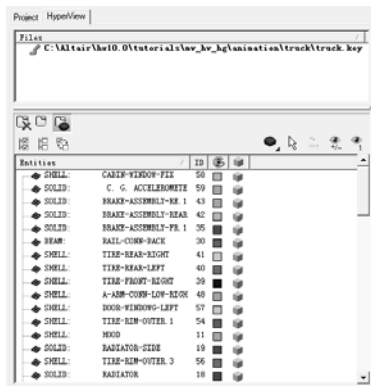 Project HyperView
Files
C:\Altair\hw10.0\tutorials\mv_hv_hg\animation\truck\truck.key
Entities / ID
SHELL: CABIN-WINDOW-FIX 50
SOLID: C. G. ACCELEROMETE 59
SOLID: BRAKE-ASSEMBLY-RE.1 43
SOLID: BRAKE-ASSEMBLY-REAR 42
SOLID: BRAKE-ASSEMBLY-FR.1 35
BEAM: RAIL-CONN-BACK 30
SHELL: TIRE-REAR-RIGHT 41
SHELL: TIRE-REAR-LEFT 40
SHELL: TIRE-FRONT-RIGHT 39
SHELL: A-ARM-CONN-LOW-RIGH 48
SHELL: DOOR-WINDOWG-LEFT 57
SHELL: TIRE-RIM-OUTER.1 54
SHELL: HOOD 11
SOLID: RADIATOR-SIDE 19
SHELL: TIRE-RIM-OUTER.3 56
SOLID: RADIATOR 18